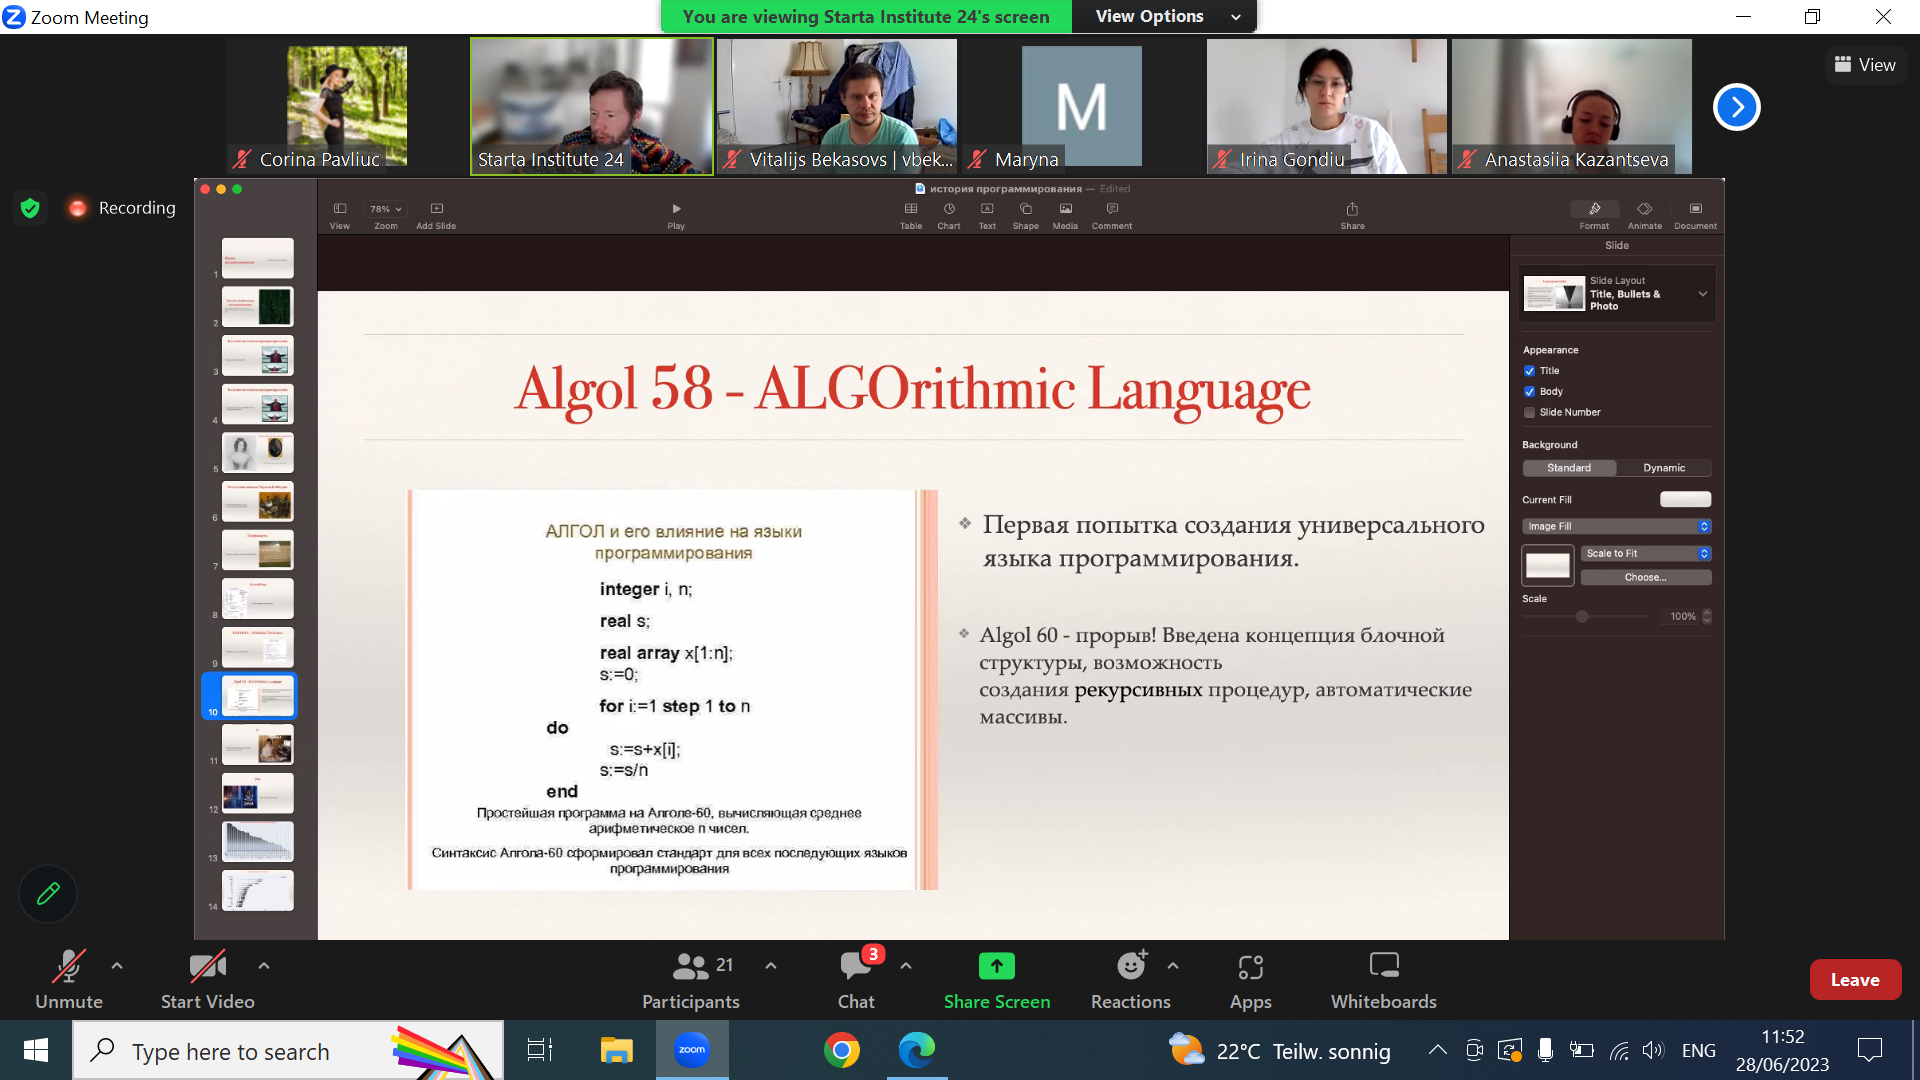 Zoom Meeting
You are viewing Starta Institute 24's screen
View Options
View
Corina Pavliuc
Starta Institute 24
Vitalijs Bekasovs | vbek...
M
Maryna
Irina Gondiu
Anastasiia Kazantseva
Recording
история программирования — Edited
78%
View
Zoom
Add Slide
Play
Table
Chart
Text
Shape
Media
Comment
Share
Format
Animate
Document
1
2
3
4
5
6
7
8
9
10
11
12
13
14
Algol 58 - ALGOrithmic Language
АЛГОЛ и его влияние на языки
программирования
integer i, n;
real s;
real array x[1:n];
s:=0;
for i:=1 step 1 to n
do
s:=s+x[i];
s:=s/n
end
Простейшая программа на Алголе-60, вычисляющая среднее
арифметическое n чисел.
Синтаксис Алгола-60 сформировал стандарт для всех последующих языков
программирования
Первая попытка создания универсального
языка программирования.
Algol 60 - прорыв! Введена концепция блочной
структуры, возможность
создания рекурсивных процедур, автоматические
массивы.
Slide
Slide Layout
Title, Bullets &
Photo
Appearance
Title
Body
Slide Number
Background
Standard
Dynamic
Current Fill
Image Fill
Scale to Fit
Choose...
Scale
100%
Unmute
Start Video
21
Participants
3
Chat
Share Screen
Reactions
Apps
Whiteboards
Leave
Type here to search
zoom
22°C Teilw. sonnig
ENG
11:52
28/06/2023